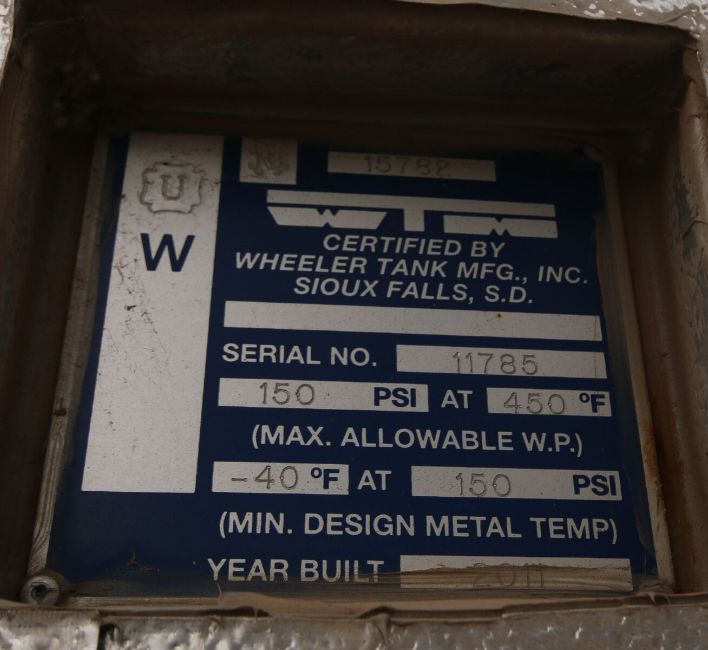 U
15782
W T M
W
CERTIFIED BY
WHEELER TANK MFG., INC.
SIOUX FALLS, S.D.
SERIAL NO. 11785
150 PSI AT 450 °F
(MAX. ALLOWABLE W.P.)
-40 °F AT 150 PSI
(MIN. DESIGN METAL TEMP)
YEAR BUILT 2011